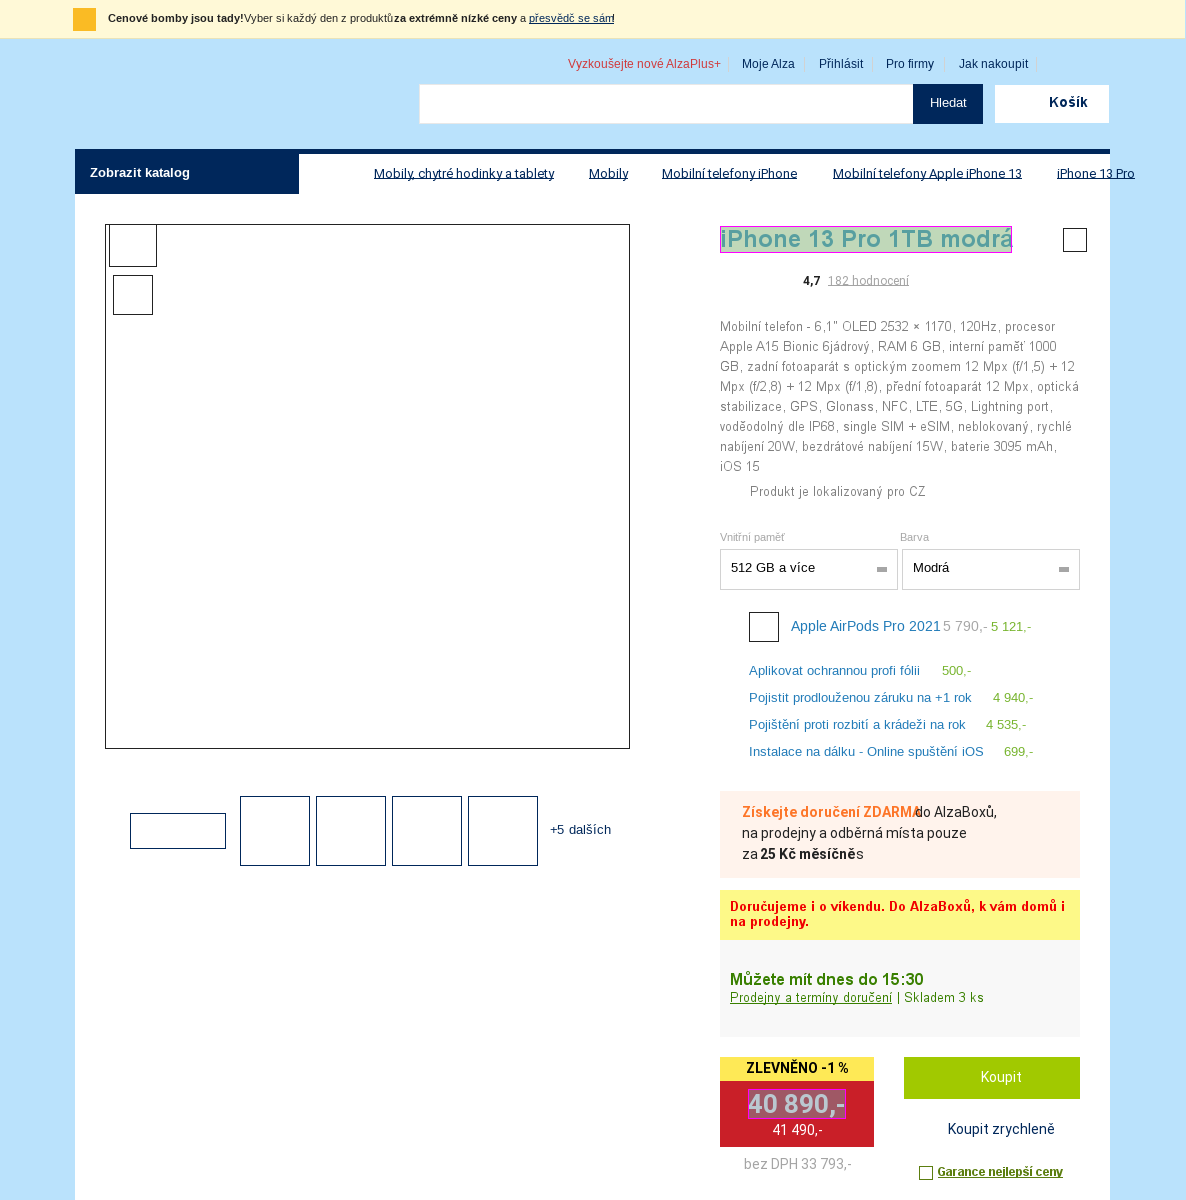 Cenové bomby jsou tady!Vyber si každý den z produktů za extrémně nízké ceny a přesvědč se sám!
Vyzkoušejte nové AlzaPlus+ Moje Alza Přihlásit Pro firmy Jak nakoupit
Hledat Košík
Zobrazit katalog Mobily, chytré hodinky a tablety Mobily Mobilní telefony iPhone Mobilní telefony Apple iPhone 13 iPhone 13 Pro
iPhone 13 Pro 1TB modrá
4,7 182 hodnocení
Mobilní telefon - 6,1" OLED 2532 × 1170, 120Hz, procesor
Apple A15 Bionic 6jádrový, RAM 6 GB, interní paměť 1000
GB, zadní fotoaparát s optickým zoomem 12 Mpx (f/1,5) + 12
Mpx (f/2,8) + 12 Mpx (f/1,8), přední fotoaparát 12 Mpx, optická
stabilizace, GPS, Glonass, NFC, LTE, 5G, Lightning port,
voděodolný dle IP68, single SIM + eSIM, neblokovaný, rychlé
nabíjení 20W, bezdrátové nabíjení 15W, baterie 3095 mAh,
iOS 15
Produkt je lokalizovaný pro CZ
Vnitřní paměť Barva
512 GB a více Modrá
Apple AirPods Pro 2021 5 790,- 5 121,-
Aplikovat ochrannou profi fólii 500,-
Pojistit prodlouženou záruku na +1 rok 4 940,-
Pojištění proti rozbití a krádeži na rok 4 535,-
Instalace na dálku - Online spuštění iOS 699,-
+5 dalších
Získejte doručení ZDARMA do AlzaBoxů,
na prodejny a odběrná místa pouze
za 25 Kč měsíčně s
Doručujeme i o víkendu. Do AlzaBoxů, k vám domů i
na prodejny.
Můžete mít dnes do 15:30
Prodejny a termíny doručení | Skladem 3 ks
ZLEVNĚNO -1 %
40 890,-
41 490,-
bez DPH 33 793,-
Koupit
Koupit zrychleně
Garance nejlepší ceny